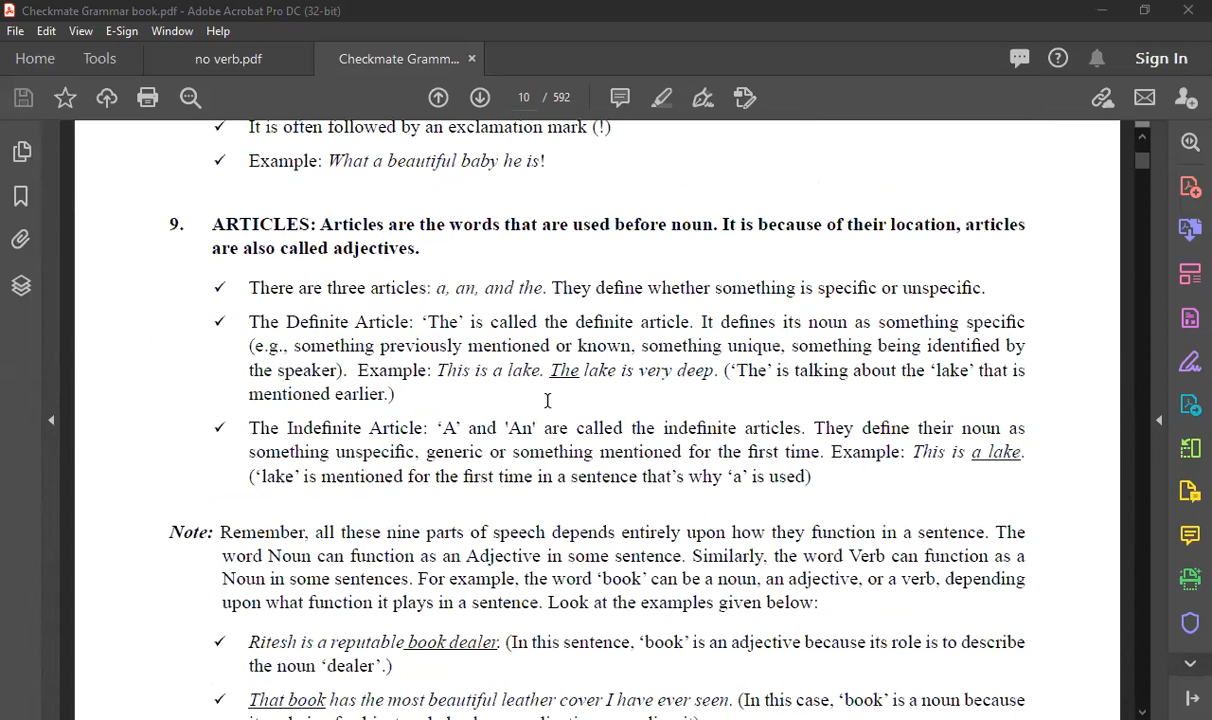 Checkmate Grammar book.pdf - Adobe Acrobat Pro DC (32-bit)
File Edit View E-Sign Window Help
Home Tools no verb.pdf Checkmate Gramm... × Sign In
10 / 592
✓ It is often followed by an exclamation mark (!)
✓ Example: What a beautiful baby he is!
9. ARTICLES: Articles are the words that are used before noun. It is because of their location, articles
are also called adjectives.
✓ There are three articles: a, an, and the. They define whether something is specific or unspecific.
✓ The Definite Article: ‘The’ is called the definite article. It defines its noun as something specific
(e.g., something previously mentioned or known, something unique, something being identified by
the speaker). Example: This is a lake. The lake is very deep. (‘The’ is talking about the ‘lake’ that is
mentioned earlier.)
✓ The Indefinite Article: ‘A’ and 'An' are called the indefinite articles. They define their noun as
something unspecific, generic or something mentioned for the first time. Example: This is a lake.
(‘lake’ is mentioned for the first time in a sentence that’s why ‘a’ is used)
Note: Remember, all these nine parts of speech depends entirely upon how they function in a sentence. The
word Noun can function as an Adjective in some sentence. Similarly, the word Verb can function as a
Noun in some sentences. For example, the word ‘book’ can be a noun, an adjective, or a verb, depending
upon what function it plays in a sentence. Look at the examples given below:
✓ Ritesh is a reputable book dealer. (In this sentence, ‘book’ is an adjective because its role is to describe
the noun ‘dealer’.)
✓ That book has the most beautiful leather cover I have ever seen. (In this case, ‘book’ is a noun because